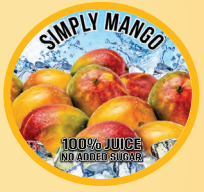 SIMPLY MANGO
100% JUICE
NO ADDED SUGAR